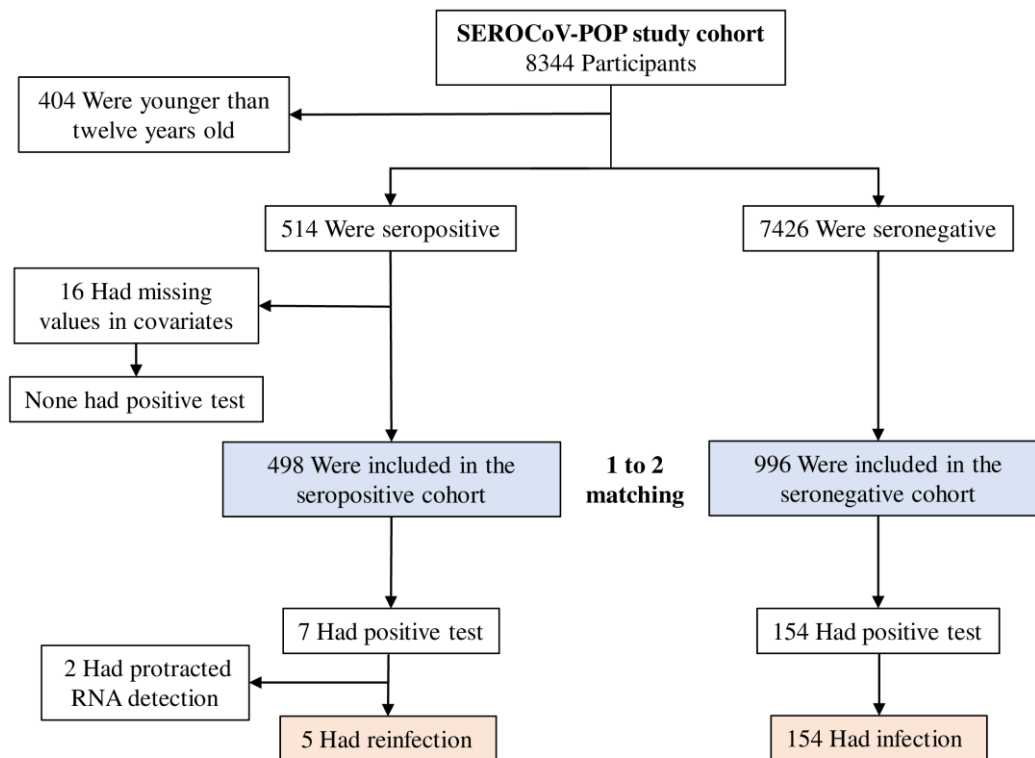 SEROCoV-POP study cohort
8344 Participants
404 Were younger than
twelve years old
514 Were seropositive
7426 Were seronegative
16 Had missing
values in covariates
None had positive test
498 Were included in the
seropositive cohort
1 to 2
matching
996 Were included in the
seronegative cohort
7 Had positive test
154 Had positive test
2 Had protracted
RNA detection
5 Had reinfection
154 Had infection